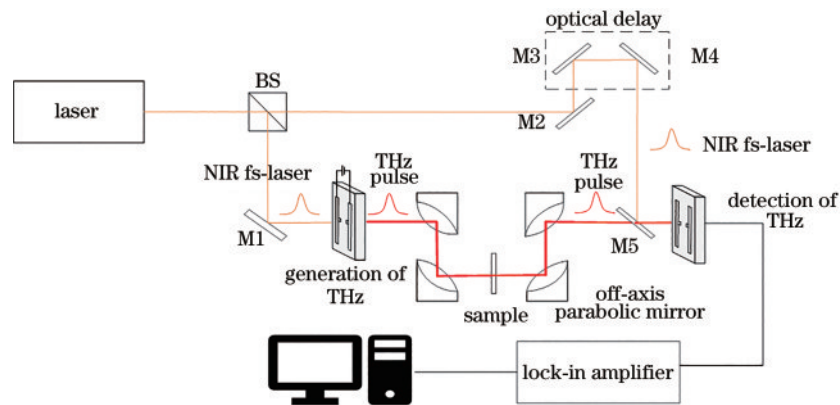 optical delay
M3
M4
BS
laser
M2
NIR fs-laser
THz
pulse
THz
pulse
NIR fs-laser
detection of
THz
M1
M5
generation of
THz
sample
off-axis
parabolic mirror
lock-in amplifier